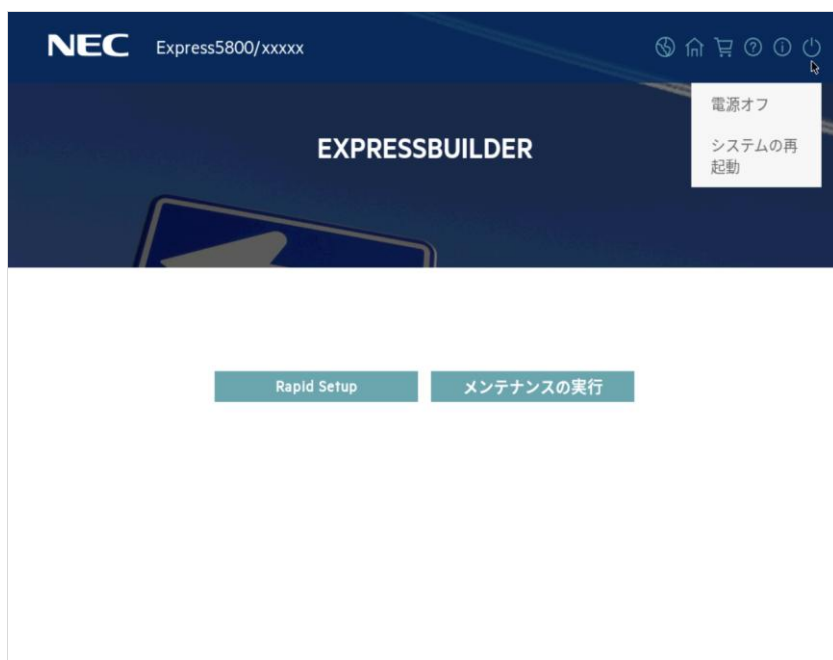 NEC Express5800/xxxxx
電源オフ
システムの再
起動
EXPRESSBUILDER
Rapid Setup
メンテナンスの実行